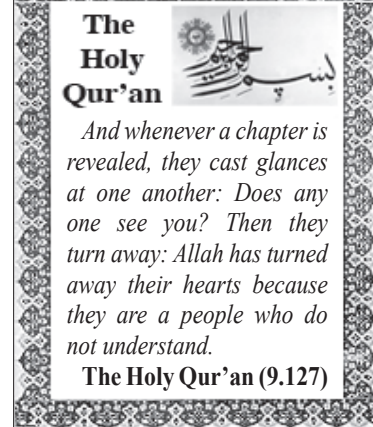 The
Holy
Qur’an
بسم الله الرحمن الرحيم
And whenever a chapter is
revealed, they cast glances
at one another: Does any
one see you? Then they
turn away: Allah has turned
away their hearts because
they are a people who do
not understand.
The Holy Qur’an (9.127)